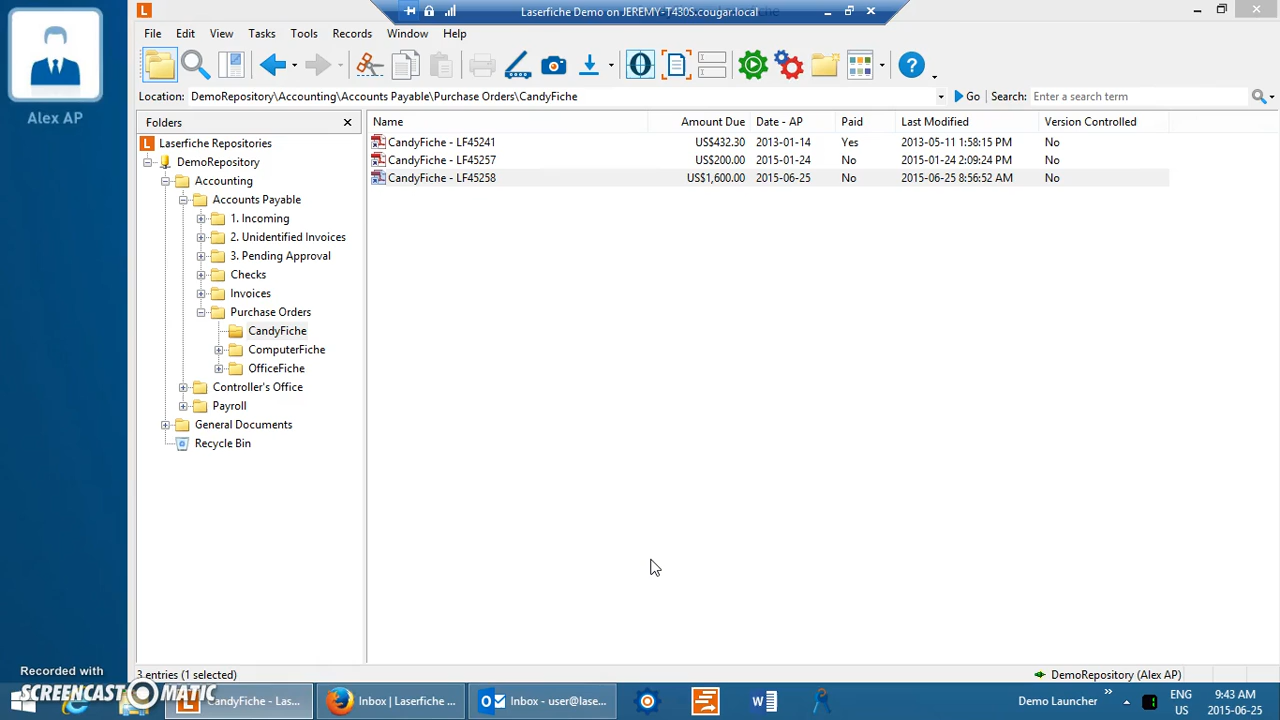 Laserfiche Demo on JEREMY-T430S.cougar.local
Alex AP
File Edit View Tasks Tools Records Window Help
Location: DemoRepository\Accounting\Accounts Payable\Purchase Orders\CandyFiche Go Search: Enter a search term
Folders
Laserfiche Repositories
DemoRepository
Accounting
Accounts Payable
1. Incoming
2. Unidentified Invoices
3. Pending Approval
Checks
Invoices
Purchase Orders
CandyFiche
ComputerFiche
OfficeFiche
Controller's Office
Payroll
General Documents
Recycle Bin
Name Amount Due Date - AP Paid Last Modified Version Controlled
CandyFiche - LF45241 US$432.30 2013-01-14 Yes 2013-05-11 1:58:15 PM No
CandyFiche - LF45257 US$200.00 2015-01-24 No 2015-01-24 2:09:24 PM No
CandyFiche - LF45258 US$1,600.00 2015-06-25 No 2015-06-25 8:56:52 AM No
3 entries (1 selected) DemoRepository (Alex AP)
Recorded with
SCREENCAST-O-MATIC
CandyFiche - Las... Inbox | Laserfiche ... Inbox - user@lase... Demo Launcher ENG US 9:43 AM 2015-06-25